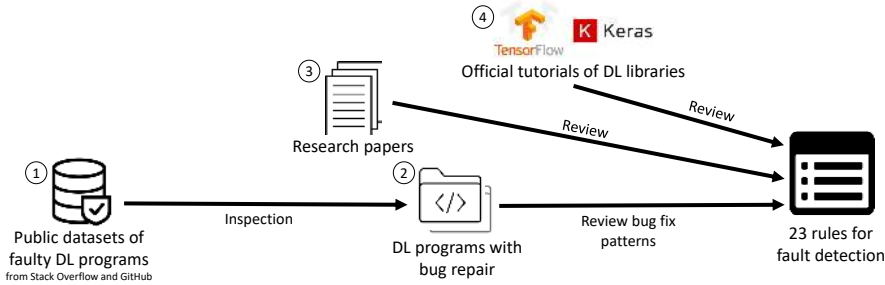 4
TensorFlow
K Keras
Official tutorials of DL libraries
3
Review
Research papers
Review
1
2
</>
Inspection
Review bug fix
patterns
Public datasets of
faulty DL programs
from Stack Overflow and GitHub
DL programs with
bug repair
23 rules for
fault detection